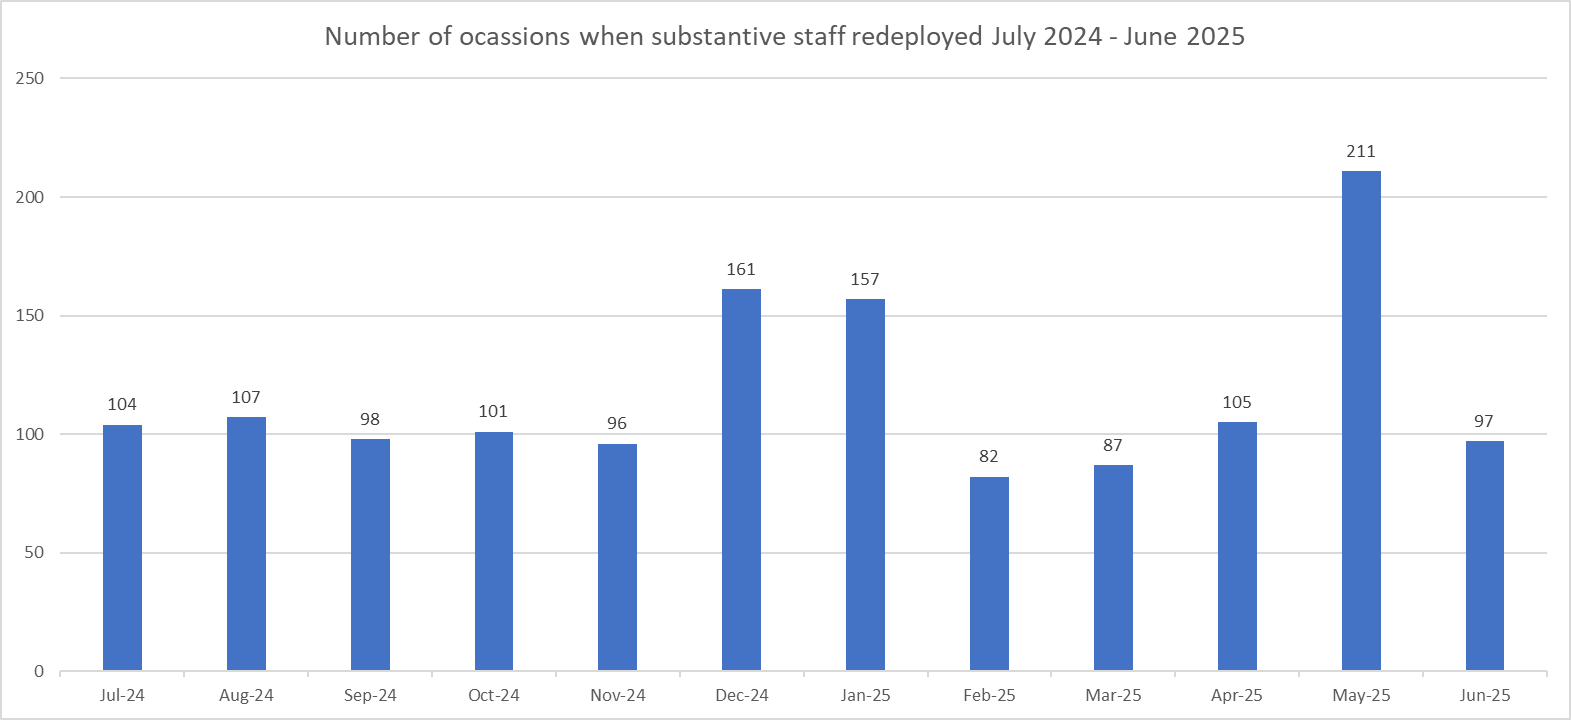 Number of ocassions when substantive staff redeployed July 2024 - June 2025
250
200
150
100
50
0
104
107
98
101
96
161
157
82
87
105
211
97
Jul-24
Aug-24
Sep-24
Oct-24
Nov-24
Dec-24
Jan-25
Feb-25
Mar-25
Apr-25
May-25
Jun-25